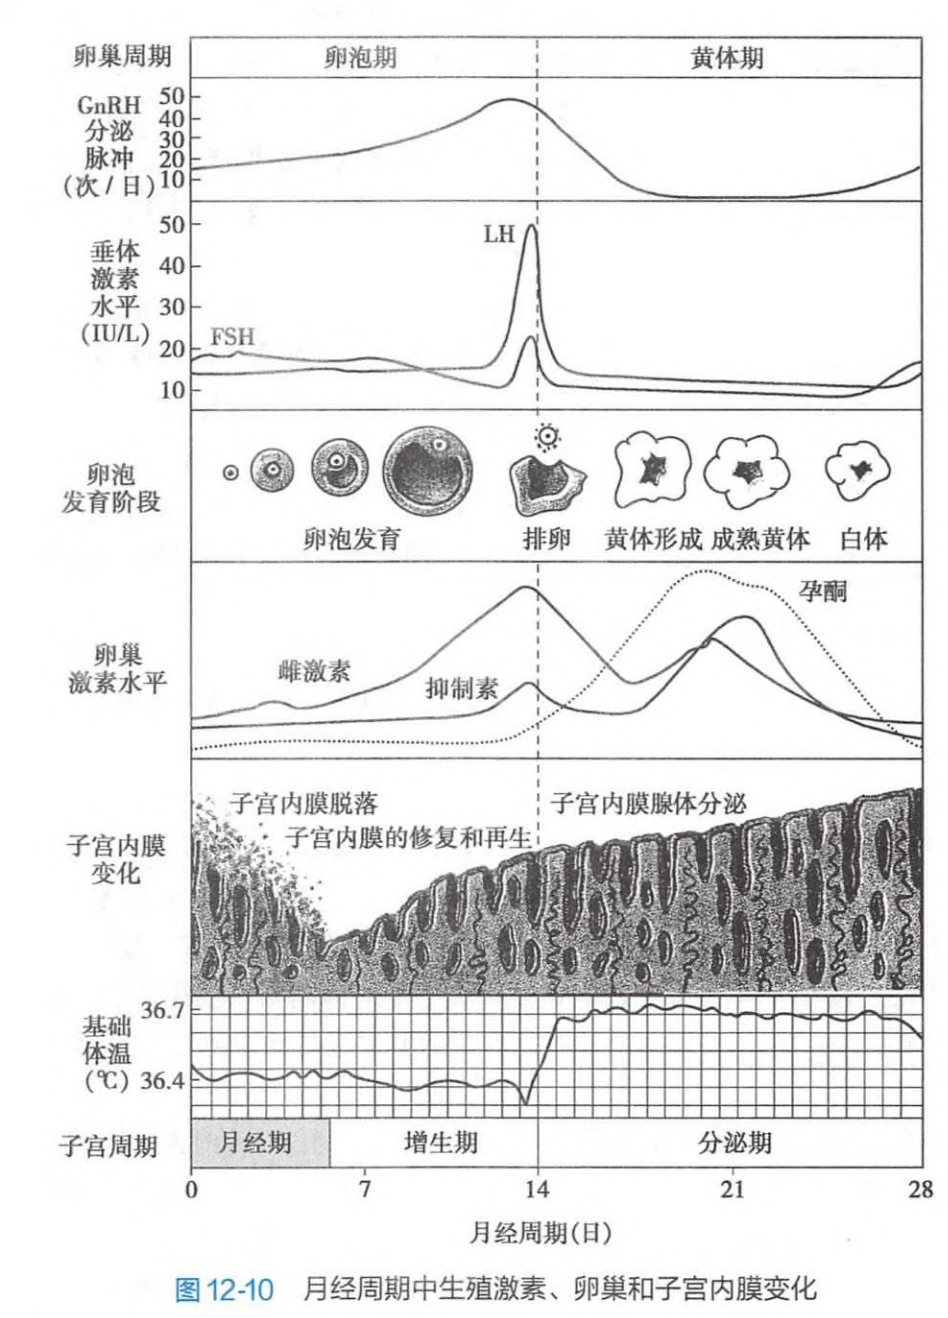 卵巢周期 卵泡期 黄体期
GnRH
分泌
脉冲
(次/日)
50
40
30
20
10
垂体
激素
水平
(IU/L)
50
40
30
20
10
LH
FSH
卵泡
发育阶段
卵泡发育 排卵 黄体形成 成熟黄体 白体
卵巢
激素水平
雌激素 抑制素 孕酮
子宫内膜
变化
子宫内膜脱落 子宫内膜腺体分泌
子宫内膜的修复和再生
基础
体温
(℃)
36.7
36.4
子宫周期 月经期 增生期 分泌期
0 7 14 21 28
月经周期(日)
图12-10 月经周期中生殖激素、卵巢和子宫内膜变化